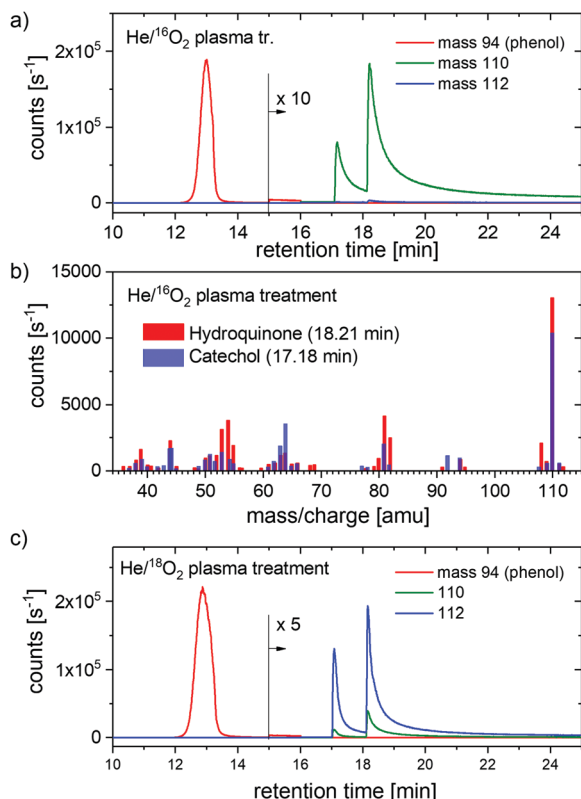 a)
He/¹⁶O₂ plasma tr.
mass 94 (phenol)
mass 110
mass 112
x 10
counts [s⁻¹]
2x10⁵
1x10⁵
0
10 12 14 16 18 20 22 24
retention time [min]
b)
He/¹⁶O₂ plasma treatment
Hydroquinone (18.21 min)
Catechol (17.18 min)
counts [s⁻¹]
15000
10000
5000
0
40 50 60 70 80 90 100 110
mass/charge [amu]
c)
He/¹⁸O₂ plasma treatment
mass 94 (phenol)
110
112
x 5
counts [s⁻¹]
2x10⁵
1x10⁵
0
10 12 14 16 18 20 22 24
retention time [min]